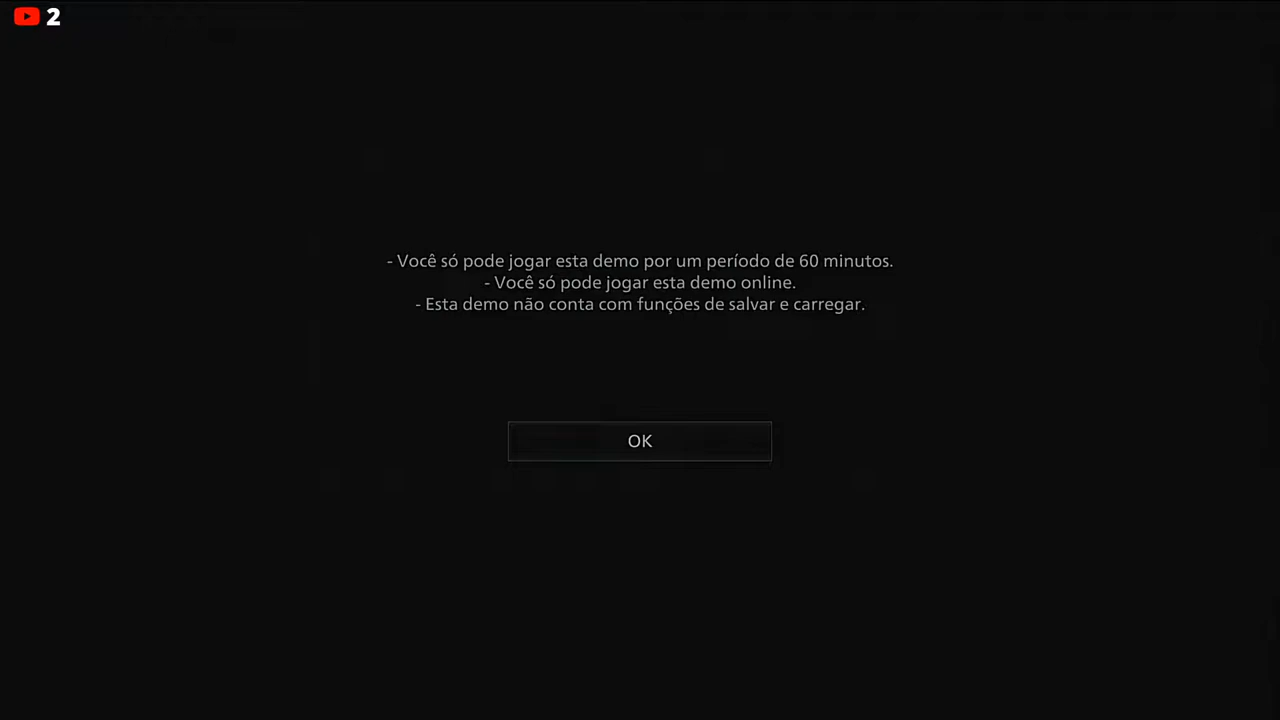 2
- Você só pode jogar esta demo por um período de 60 minutos.
- Você só pode jogar esta demo online.
- Esta demo não conta com funções de salvar e carregar.
OK